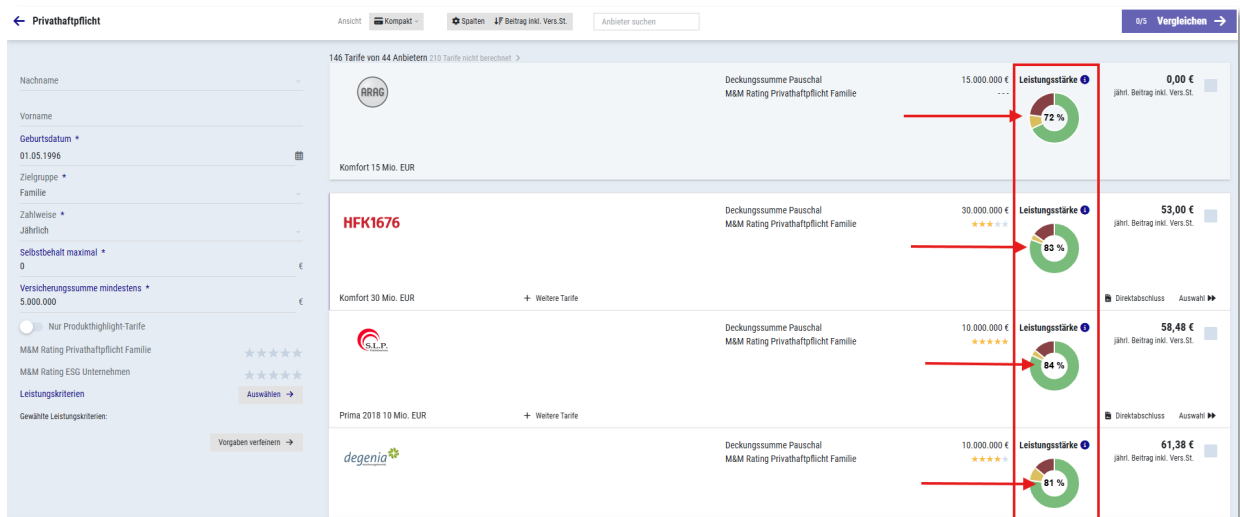 Privathaftpflicht
Ansicht Kompakt Spalten Beitrag inkl. Vers.St. Anbieter suchen 0/5 Vergleichen
146 Tarife von 44 Anbietern 210 Tarife nicht berechnet
Nachname
Vorname
Geburtsdatum *
01.05.1996
Zielgruppe *
Familie
Zahlweise *
Jährlich
Selbstbehalt maximal *
0 €
Versicherungssumme mindestens *
5.000.000 €
Nur Produkthighlight-Tarife
M&M Rating Privathaftpflicht Familie
M&M Rating ESG Unternehmen
Leistungskriterien Auswählen
Gewählte Leistungskriterien:
Vorgaben verfeinern
ARAG
Deckungssumme Pauschal 15.000.000 € Leistungsstärke 0,00 €
M&M Rating Privathaftpflicht Familie --- jährl. Beitrag inkl. Vers.St.
72 %
Komfort 15 Mio. EUR
HFK1676
Deckungssumme Pauschal 30.000.000 € Leistungsstärke 53,00 €
M&M Rating Privathaftpflicht Familie jährl. Beitrag inkl. Vers.St.
83 %
Komfort 30 Mio. EUR + Weitere Tarife Direktabschluss Auswahl
S.L.P.
Deckungssumme Pauschal 10.000.000 € Leistungsstärke 58,48 €
M&M Rating Privathaftpflicht Familie jährl. Beitrag inkl. Vers.St.
84 %
Prima 2018 10 Mio. EUR + Weitere Tarife Direktabschluss Auswahl
degenia
Deckungssumme Pauschal 10.000.000 € Leistungsstärke 61,38 €
M&M Rating Privathaftpflicht Familie jährl. Beitrag inkl. Vers.St.
81 %